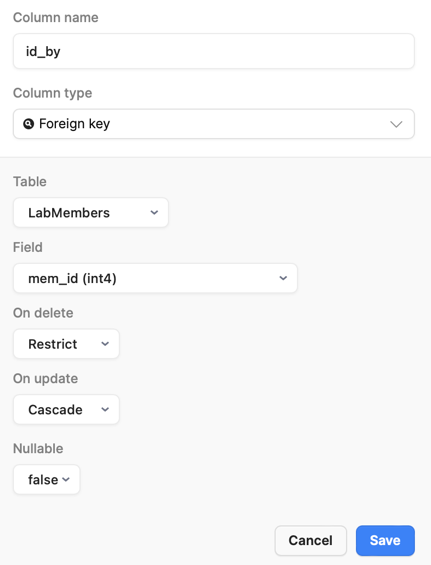 Column name
id_by
Column type
Foreign key
Table
LabMembers
Field
mem_id (int4)
On delete
Restrict
On update
Cascade
Nullable
false
Cancel Save